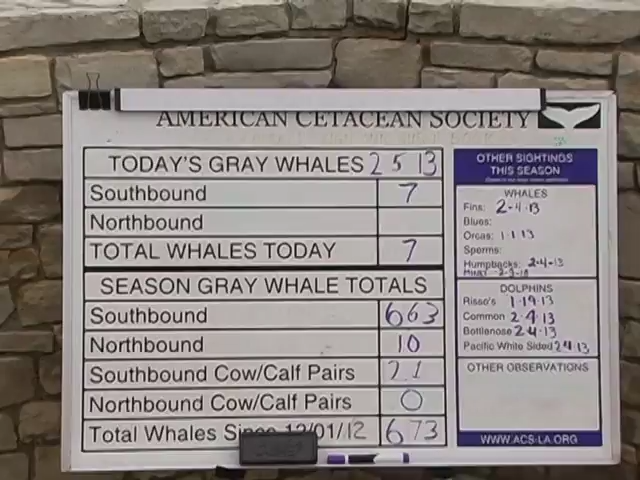 AMERICAN CETACEAN SOCIETY
TODAY'S GRAY WHALES 2 5 13
Southbound 7
Northbound
TOTAL WHALES TODAY 7
SEASON GRAY WHALE TOTALS
Southbound 663
Northbound 10
Southbound Cow/Calf Pairs 21
Northbound Cow/Calf Pairs 0
Total Whales Since 12/01/12 673
OTHER SIGHTINGS
THIS SEASON
WHALES
Fins: 2-4-13
Blues:
Orcas: 1-1-13
Sperms:
Humpbacks: 2-4-13
DOLPHINS
Risso's 1-19-13
Common 2-4-13
Bottlenose 2-4-13
Pacific White Sided 2-4-13
OTHER OBSERVATIONS
WWW.ACS-LA.ORG